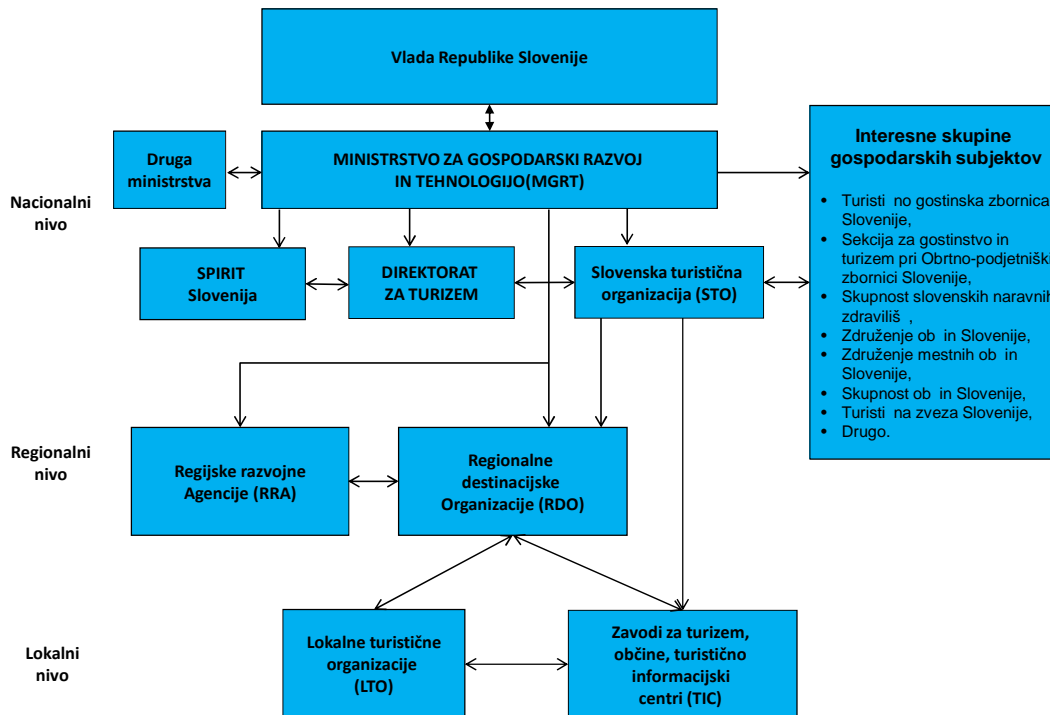 Vlada Republike Slovenije
Druga
ministrstva
MINISTRSTVO ZA GOSPODARSKI RAZVOJ
IN TEHNOLOGIJO(MGRT)
Interesne skupine
gospodarskih subjektov
• Turisti no gostinska zbornica
Slovenije,
• Sekcija za gostinstvo in
turizem pri Obrtno-podjetniški
zbornici Slovenije,
• Skupnost slovenskih naravnih
zdraviliš ,
• Združenje ob in Slovenije,
• Združenje mestnih ob in
Slovenije,
• Skupnost ob in Slovenije,
• Turisti na zveza Slovenije,
• Drugo.
Nacionalni
nivo
SPIRIT
Slovenija
DIREKTORAT
ZA TURIZEM
Slovenska turistična
organizacija (STO)
Regionalni
nivo
Regijske razvojne
Agencije (RRA)
Regionalne
destinacijske
Organizacije (RDO)
Lokalni
nivo
Lokalne turistične
organizacije
(LTO)
Zavodi za turizem,
občine, turistično
informacijski
centri (TIC)